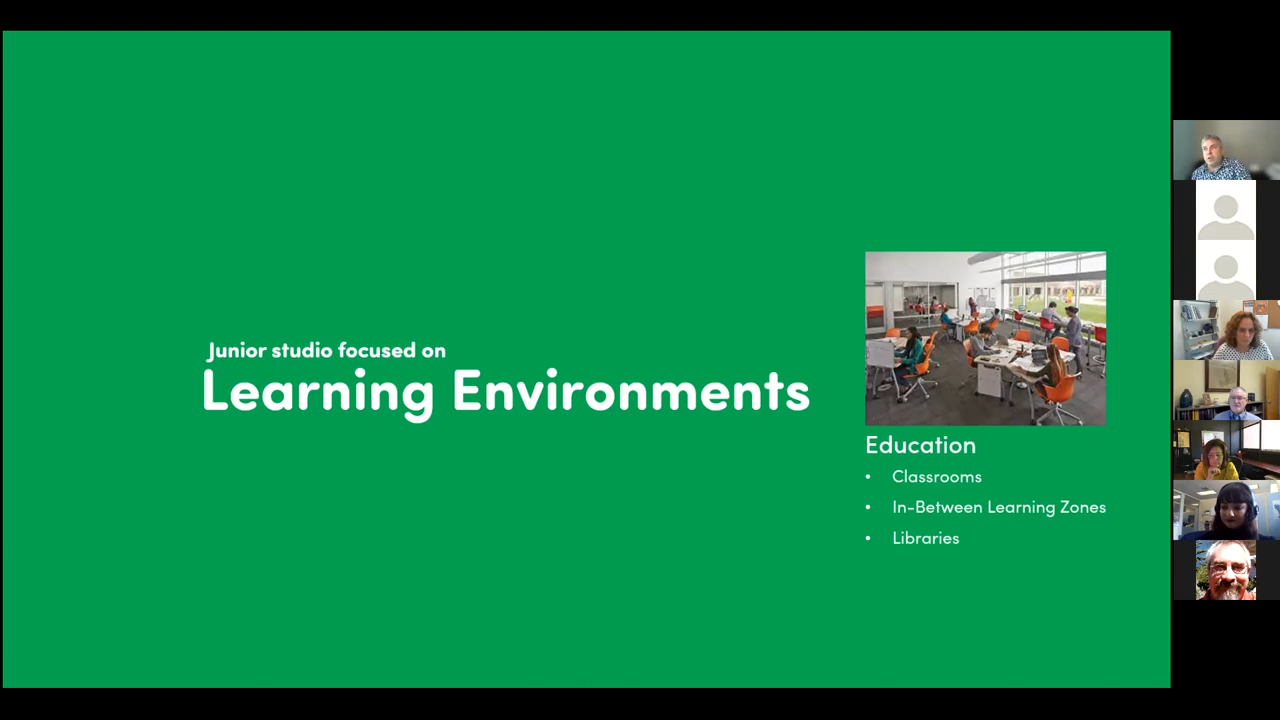 Junior studio focused on
Learning Environments
Education
• Classrooms
• In-Between Learning Zones
• Libraries